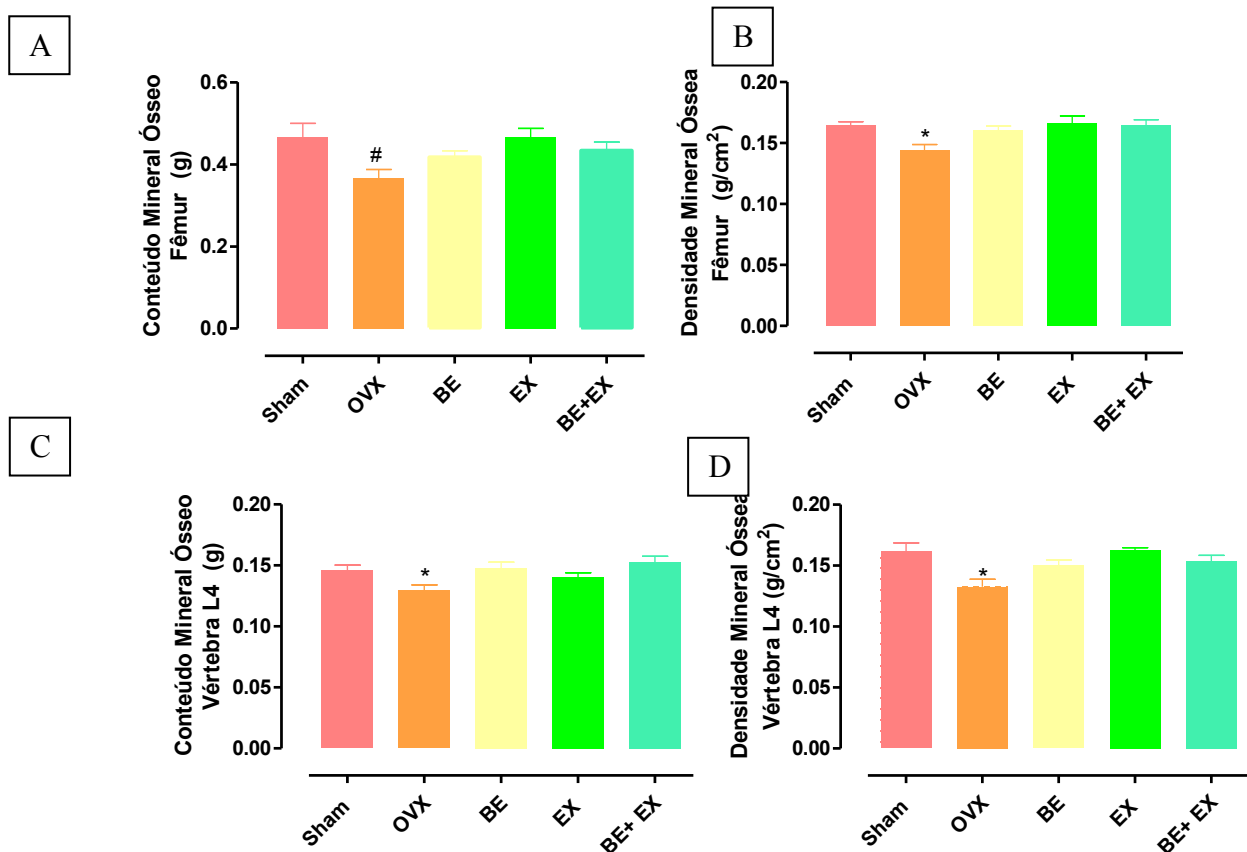 A
Conteúdo Mineral Ósseo
Fêmur (g)
0.6
0.4
0.2
0.0
#
Sham
OVX
BE
EX
BE+EX
B
Densidade Mineral Óssea
Fêmur (g/cm²)
0.20
0.15
0.10
0.05
0.00
*
Sham
OVX
BE
EX
BE+ EX
C
Conteúdo Mineral Ósseo
Vértebra L4 (g)
0.20
0.15
0.10
0.05
0.00
*
Sham
OVX
BE
EX
BE+ EX
D
Densidade Mineral Óssea
Vértebra L4 (g/cm²)
0.20
0.15
0.10
0.05
0.00
*
Sham
OVX
BE
EX
BE+ EX